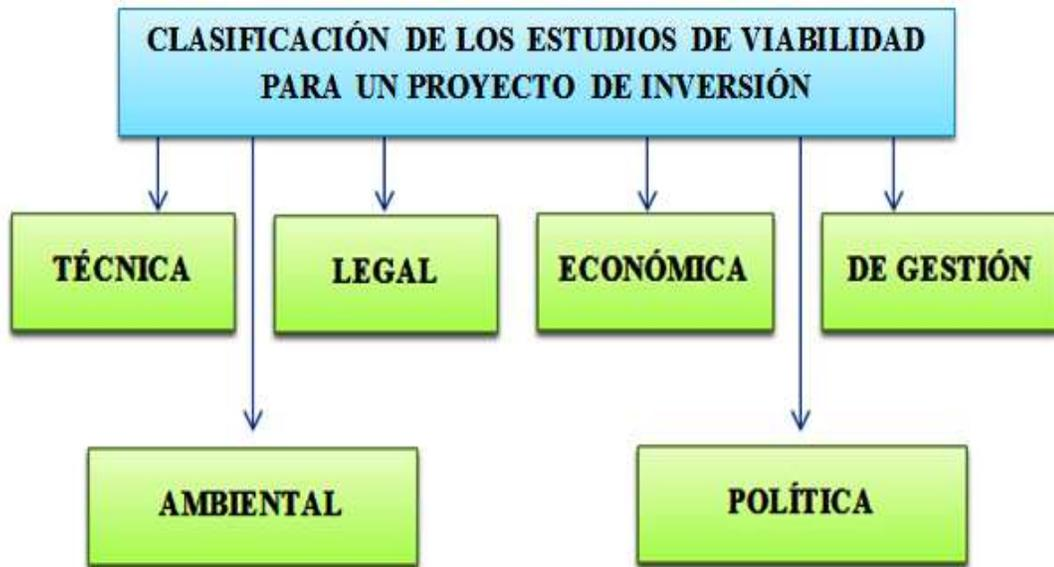 CLASIFICACIÓN DE LOS ESTUDIOS DE VIABILIDAD
PARA UN PROYECTO DE INVERSIÓN
TÉCNICA
LEGAL
ECONÓMICA
DE GESTIÓN
AMBIENTAL
POLÍTICA